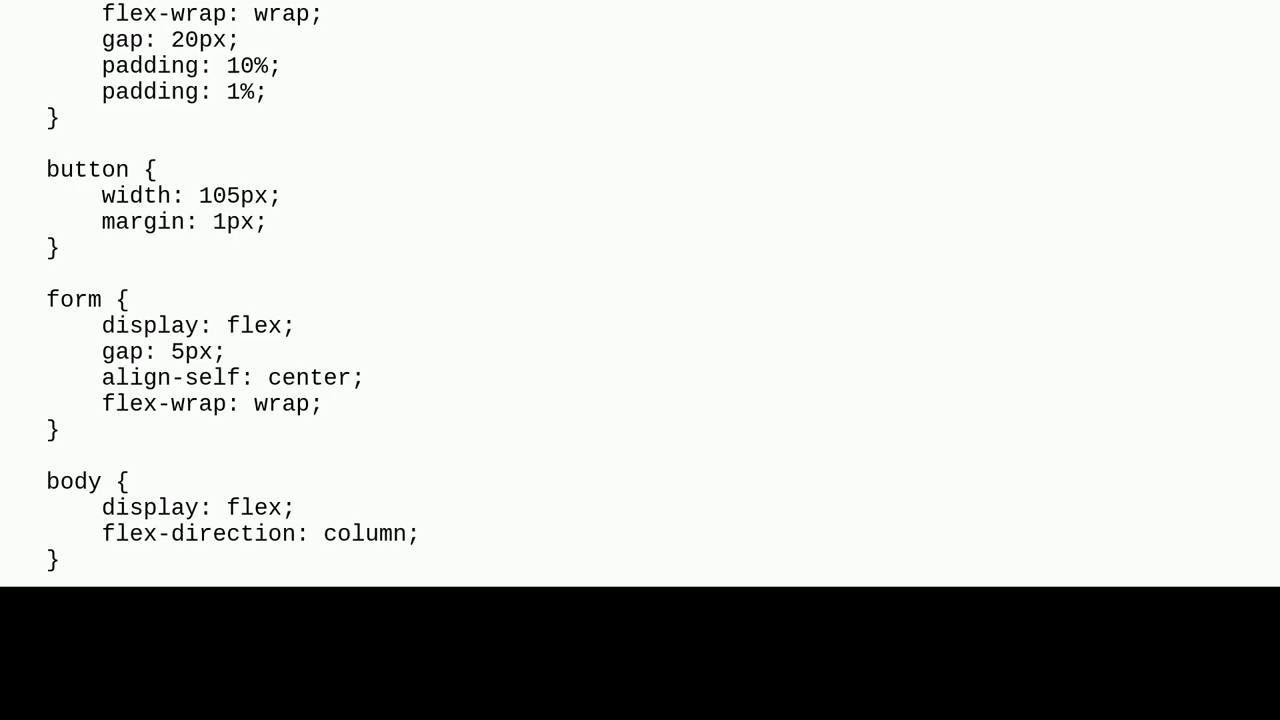 flex-wrap: wrap;
gap: 20px;
padding: 10%;
padding: 1%;
}
button {
width: 105px;
margin: 1px;
}
form {
display: flex;
gap: 5px;
align-self: center;
flex-wrap: wrap;
}
body {
display: flex;
flex-direction: column;
}